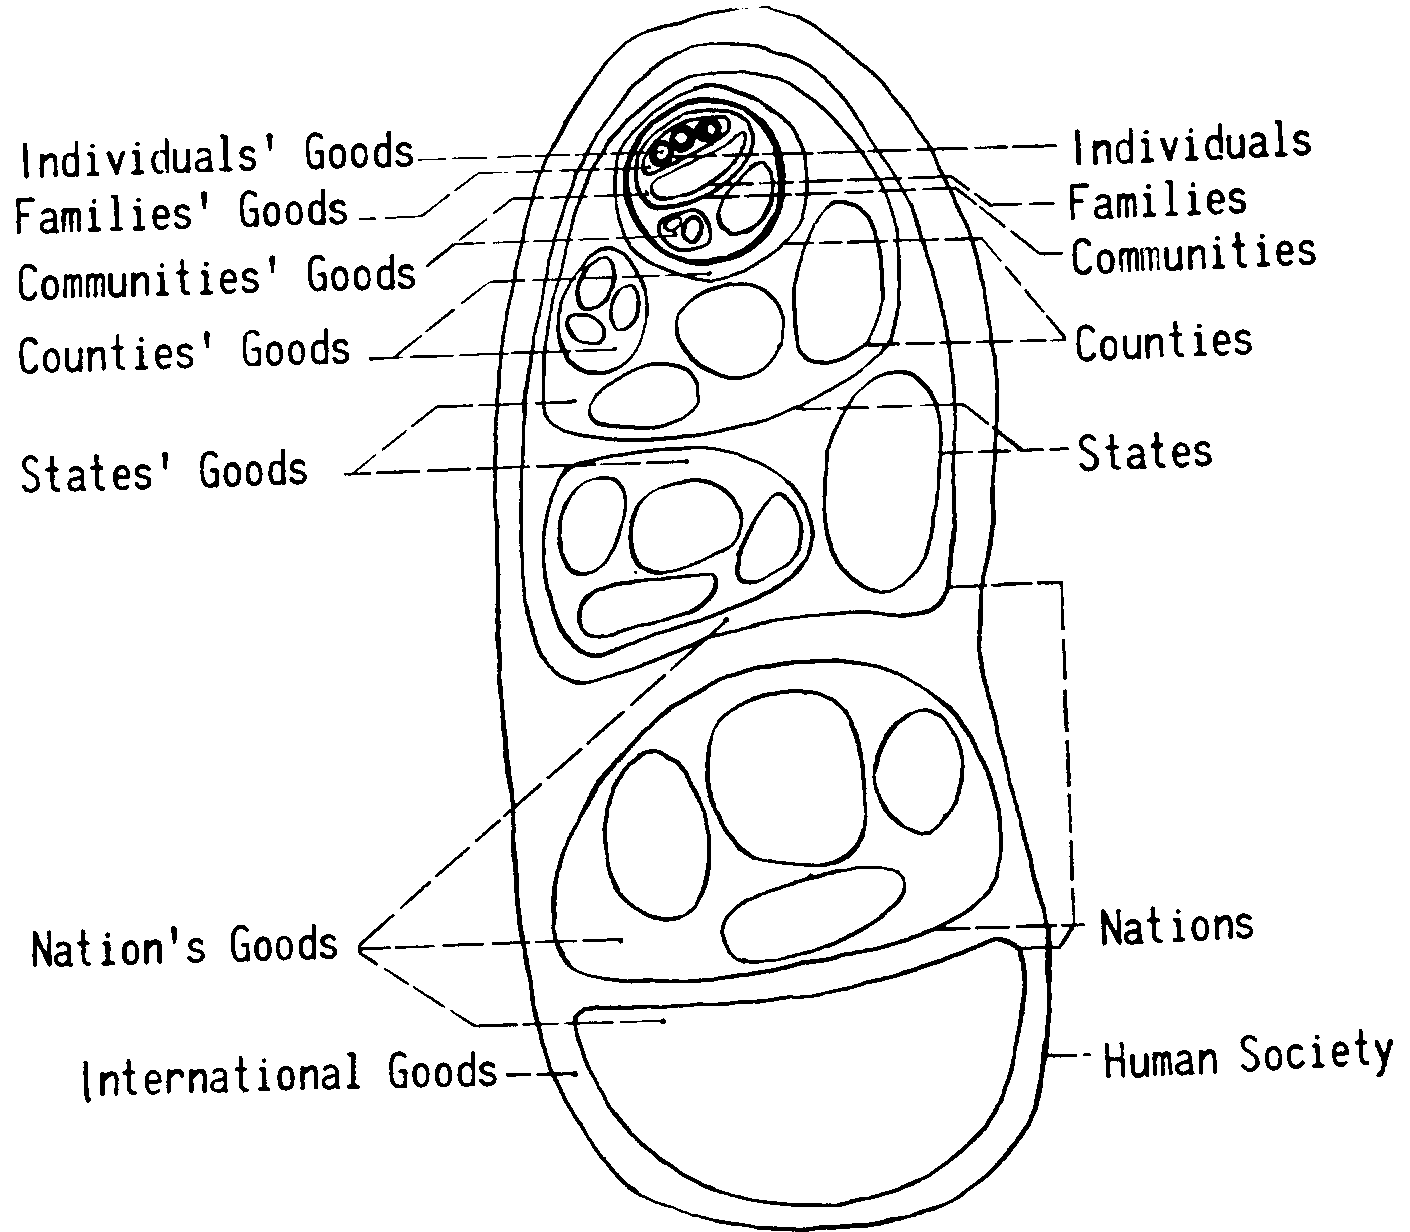 Individuals' Goods
Families' Goods
Communities' Goods
Counties' Goods
States' Goods
Nation's Goods
International Goods
Individuals
Families
Communities
Counties
States
Nations
Human Society